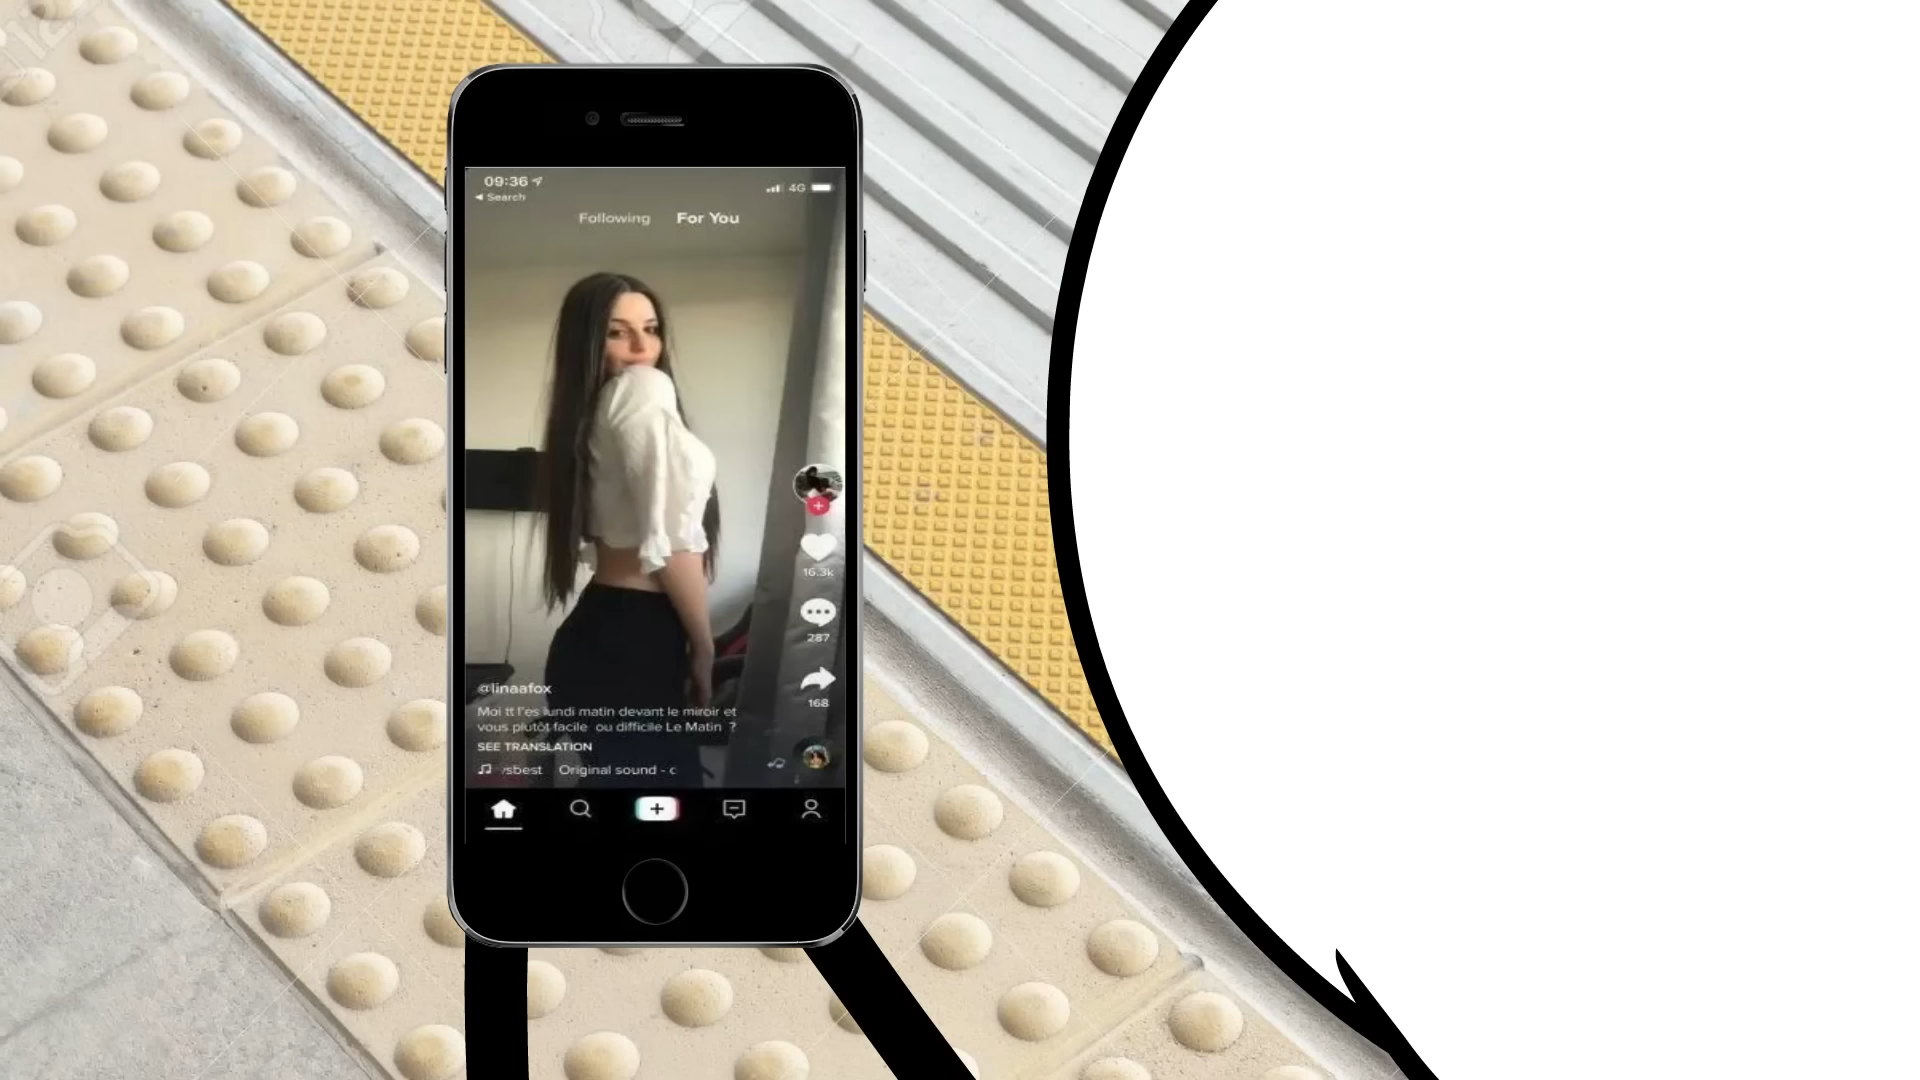 09:36
4G
Search
Following For You
16.3k
287
168
@linaafox
Moi tt l'es lundi matin devant le miroir et
vous plutôt facile ou difficile Le Matin ?
SEE TRANSLATION
sbest Original sound - c